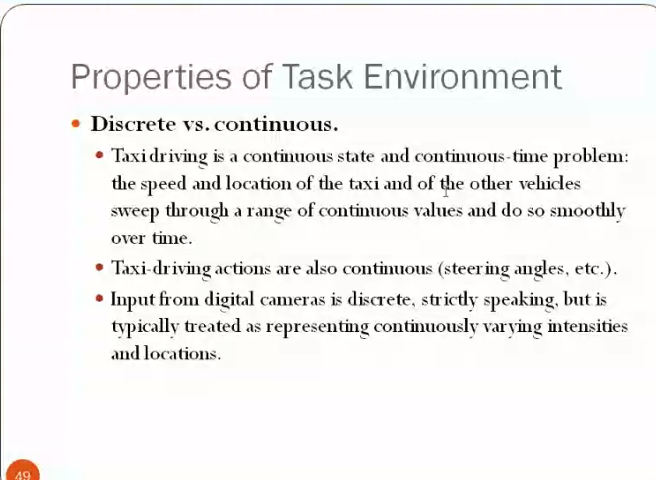 Properties of Task Environment
• Discrete vs. continuous.
• Taxi driving is a continuous state and continuous-time problem:
the speed and location of the taxi and of the other vehicles
sweep through a range of continuous values and do so smoothly
over time.
• Taxi-driving actions are also continuous (steering angles, etc.).
• Input from digital cameras is discrete, strictly speaking, but is
typically treated as representing continuously varying intensities
and locations.
49